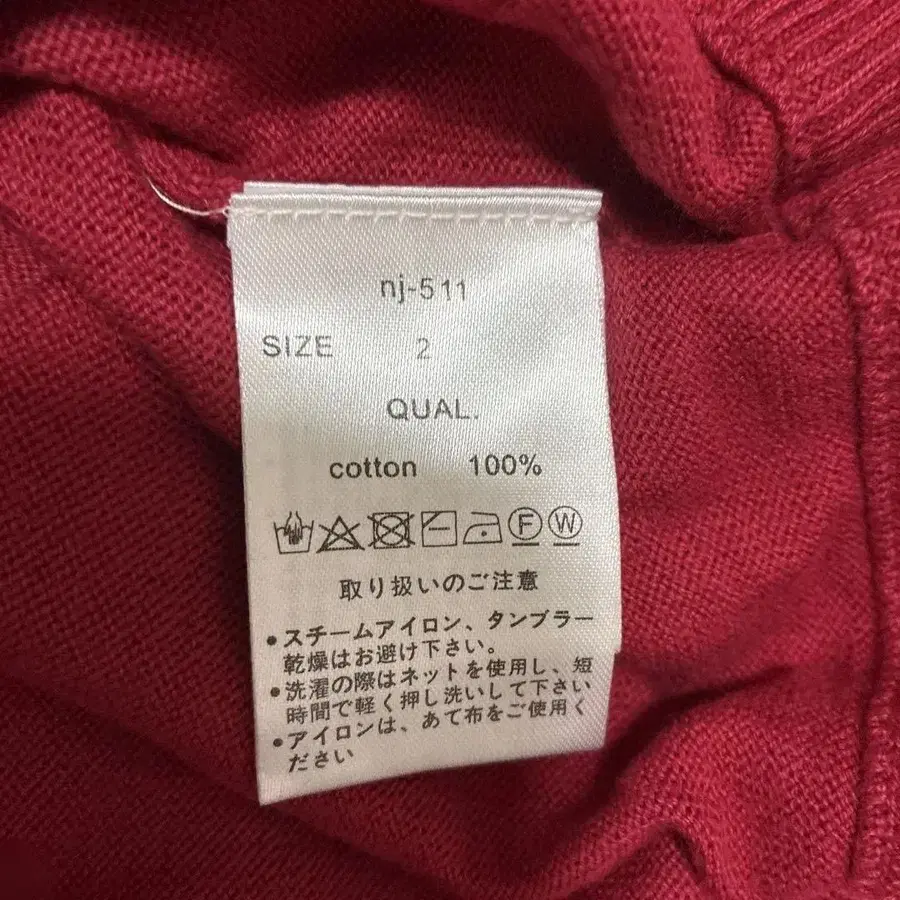 nj-511
SIZE 2
QUAL.
cotton 100%
F W
取り扱いのご注意
•スチームアイロン、タンブラー
乾燥はお避け下さい。
•洗濯の際はネットを使用し、短
時間で軽く押し洗いして下さい
•アイロンは、あて布をご使用く
ださい